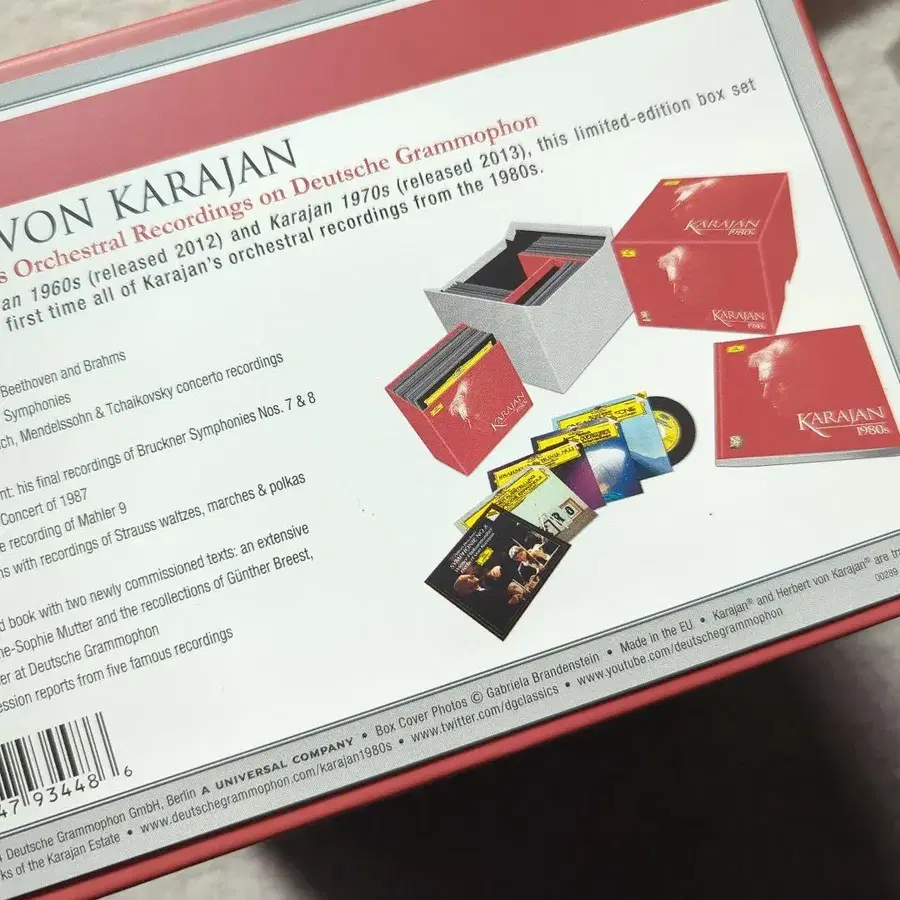 VON KARAJAN
s Orchestral Recordings on Deutsche Grammophon
an 1960s (released 2012) and Karajan 1970s (released 2013), this limited-edition box set
first time all of Karajan's orchestral recordings from the 1980s.
Beethoven and Brahms
Symphonies
ich, Mendelssohn & Tchaikovsky concerto recordings
nt: his final recordings of Bruckner Symphonies Nos. 7 & 8
Concert of 1987
e recording of Mahler 9
ns with recordings of Strauss waltzes, marches & polkas
d book with two newly commissioned texts: an extensive
ne-Sophie Mutter and the recollections of Günther Breest,
er at Deutsche Grammophon
ession reports from five famous recordings
KARAJAN
1980s
KARAJAN
1980s
KARAJAN
1980s
KARAJAN
1980s
SYMPHONIE NO. 8
47 93448 6
4 Deutsche Grammophon GmbH, Berlin A UNIVERSAL COMPANY • Box Cover Photos © Gabriela Brandenstein • Made in the EU • Karajan® and Herbert von Karajan® are tra
ks of the Karajan Estate • www.deutschegrammophon.com/karajan1980s • www.twitter.com/dgclassics • www.youtube.com/deutschegrammophon
00289